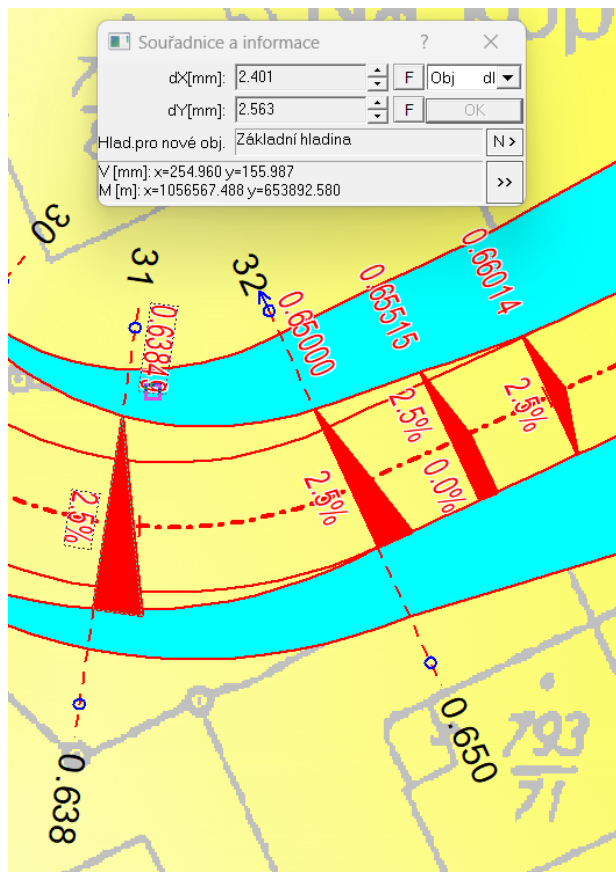 Souřadnice a informace ? ×
dX[mm]: 2.401 F Obj dl
dY[mm]: 2.563 F OK
Hlad.pro nové obj. Základní hladina N >
V [mm]: x=254.960 y=155.987
M [m]: x=1056567.488 y=653892.580
>>
30
31
32
0.63849
0.65000
0.65515
0.66014
2.5%
2.5%
2.5%
0.0%
2.5%
0.638
0.650
793
71